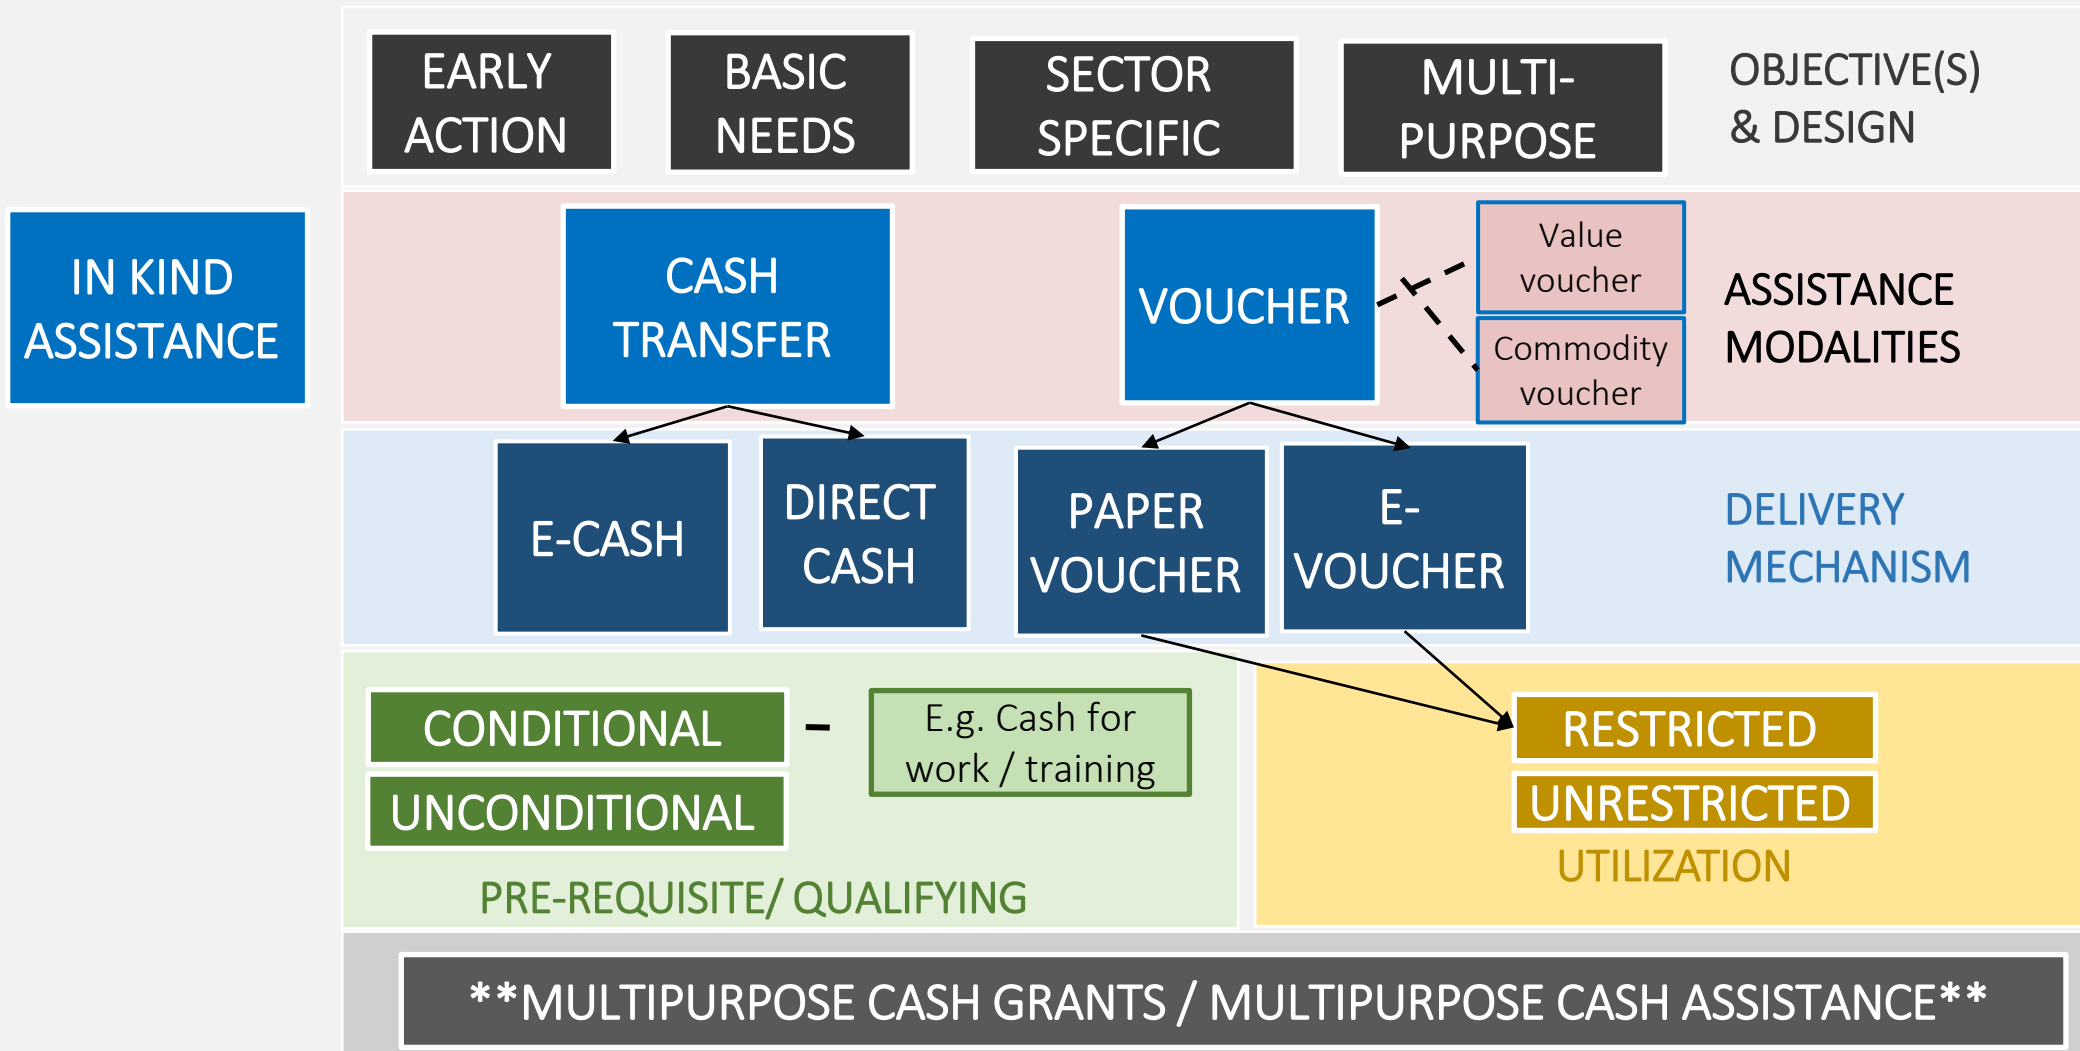 EARLY
ACTION
BASIC
NEEDS
SECTOR
SPECIFIC
MULTI-
PURPOSE
OBJECTIVE(S)
& DESIGN
IN KIND
ASSISTANCE
CASH
TRANSFER
VOUCHER
Value
voucher
Commodity
voucher
ASSISTANCE
MODALITIES
E-CASH
DIRECT
CASH
PAPER
VOUCHER
E-
VOUCHER
DELIVERY
MECHANISM
CONDITIONAL
-
E.g. Cash for
work / training
UNCONDITIONAL
PRE-REQUISITE/ QUALIFYING
RESTRICTED
UNRESTRICTED
UTILIZATION
**MULTIPURPOSE CASH GRANTS / MULTIPURPOSE CASH ASSISTANCE**